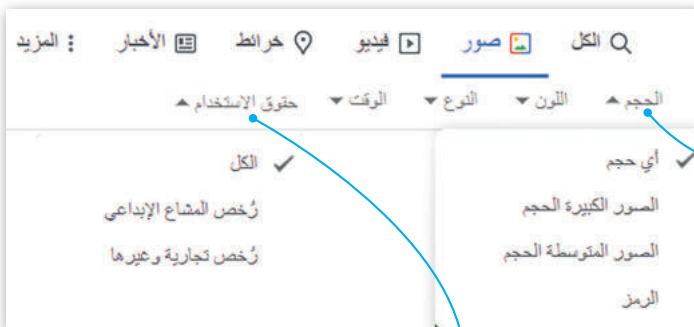 الكل صور فيديو خرائط الأخبار المزيد
الحجم اللون النوع الوقت حقوق الاستخدام
أي حجم
الصور الكبيرة الحجم
الصور المتوسطة الحجم
الرمز
الكل
رُخص المشاع الإبداعي
رُخص تجارية وغيرها